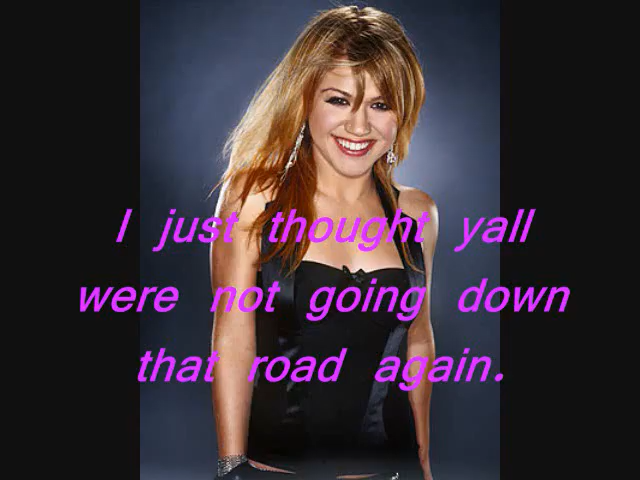 I just thought yall
were not going down
that road again.